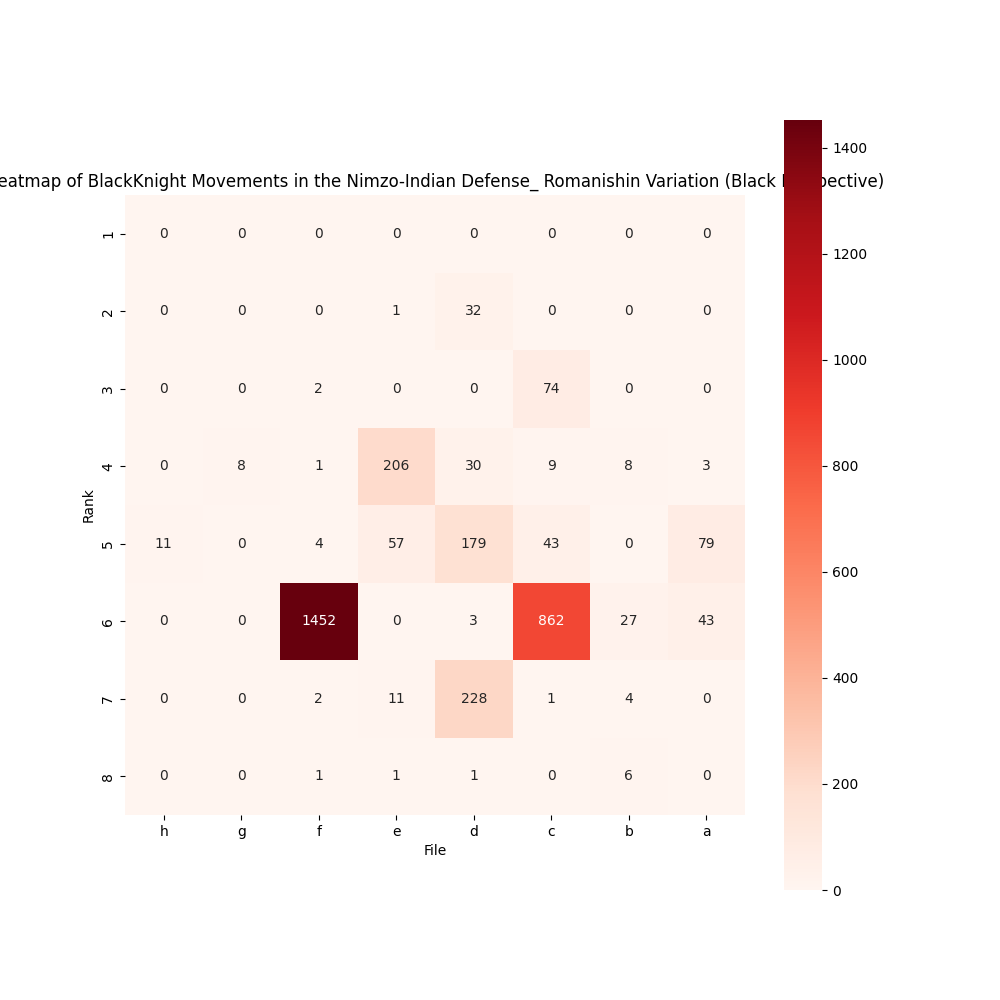 eatmap of BlackKnight Movements in the Nimzo-Indian Defense_ Romanishin Variation (Black pective)
1400
1 0 0 0 0 0 0 0 0
1200
2 0 0 0 1 32 0 0 0
1000
3 0 0 2 0 0 74 0 0
800
4 0 8 1 206 30 9 8 3
Rank
5 11 0 4 57 179 43 0 79
600
6 0 0 1452 0 3 862 27 43
400
7 0 0 2 11 228 1 4 0
200
8 0 0 1 1 1 0 6 0
h g f e d c b a
File
0